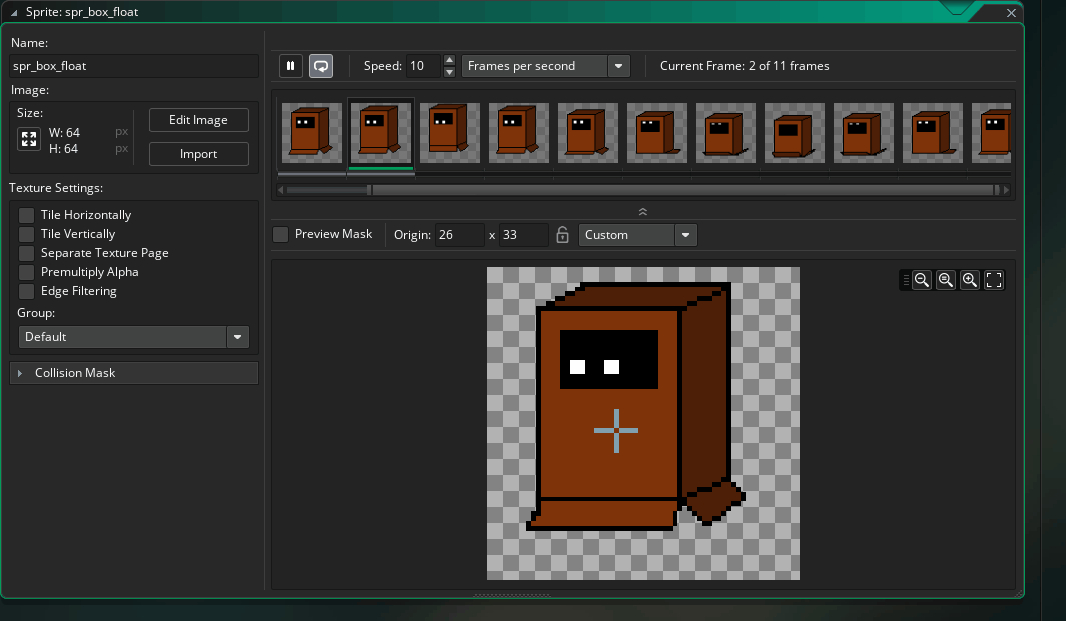 Sprite: spr_box_float
Name:
spr_box_float
Image:
Size:
W: 64 px
H: 64 px
Edit Image
Import
Texture Settings:
Tile Horizontally
Tile Vertically
Separate Texture Page
Premultiply Alpha
Edge Filtering
Group:
Default
Collision Mask
Speed: 10 Frames per second Current Frame: 2 of 11 frames
Preview Mask Origin: 26 x 33 Custom